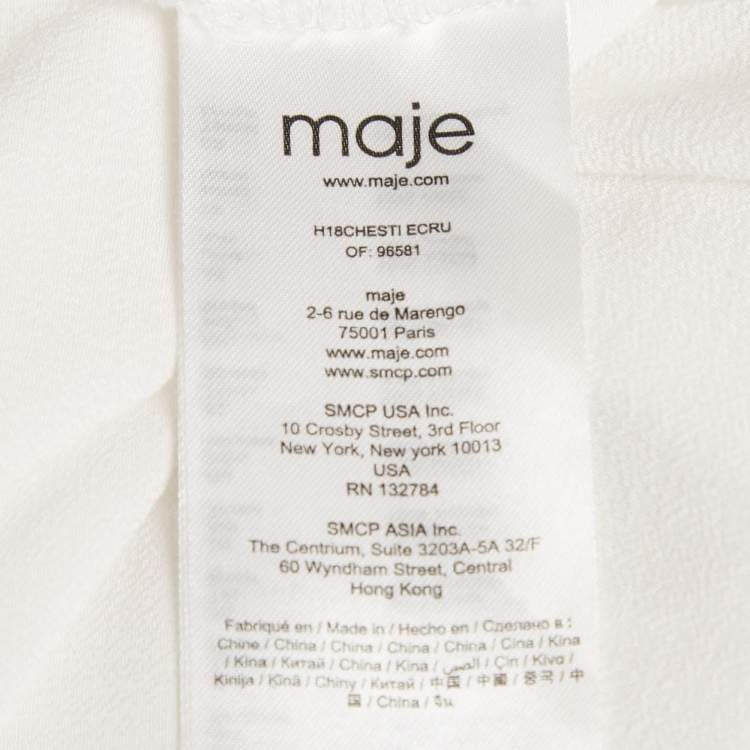 maje
www.maje.com
H18CHESTI ECRU
OF: 96581
maje
2-6 rue de Marengo
75001 Paris
www.maje.com
www.smcp.com
SMCP USA Inc.
10 Crosby Street, 3rd Floor
New York, New york 10013
USA
RN 132784
SMCP ASIA Inc.
The Centrium, Suite 3203A-5A 32/F
60 Wyndham Street, Central
Hong Kong
Fabriqué en / Made in / Hecho en / Сделано в :
Chine / China / China / China / China / Cina / Kina
/ Kina / Китай / China / Kina / الصين / Çin / Kiva /
Kinija / Kīnā / Chiny / Китай / 中国 / 中國 / 중국 / 中
国 / China / จีน